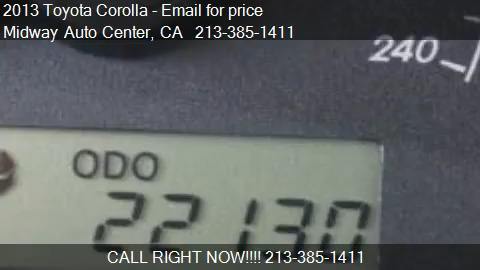 2013 Toyota Corolla - Email for price
Midway Auto Center, CA 213-385-1411
240
ODO
22130
CALL RIGHT NOW!!!! 213-385-1411